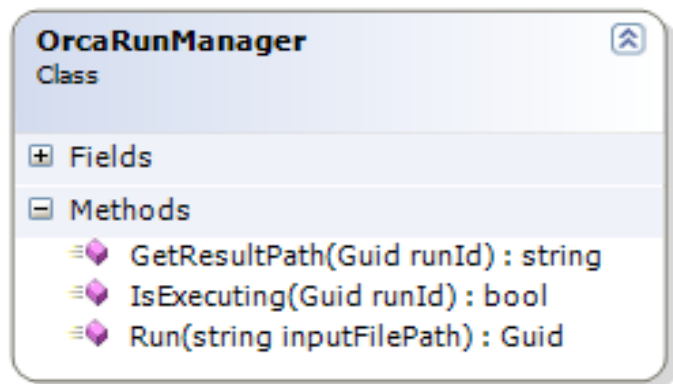 OrcaRunManager
Class
Fields
Methods
GetResultPath(Guid runId) : string
IsExecuting(Guid runId) : bool
Run(string inputFilePath) : Guid